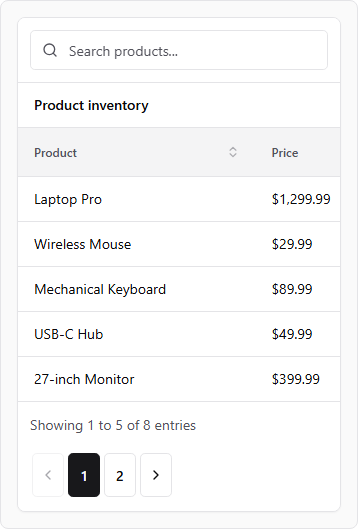 Search products...
Product inventory
Product Price
Laptop Pro $1,299.99
Wireless Mouse $29.99
Mechanical Keyboard $89.99
USB-C Hub $49.99
27-inch Monitor $399.99
Showing 1 to 5 of 8 entries
1 2